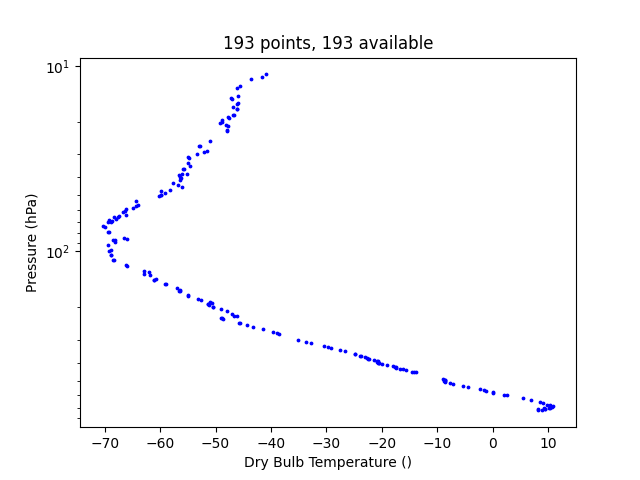 193 points, 193 available
10¹
10²
Pressure (hPa)
−70 −60 −50 −40 −30 −20 −10 0 10
Dry Bulb Temperature ()